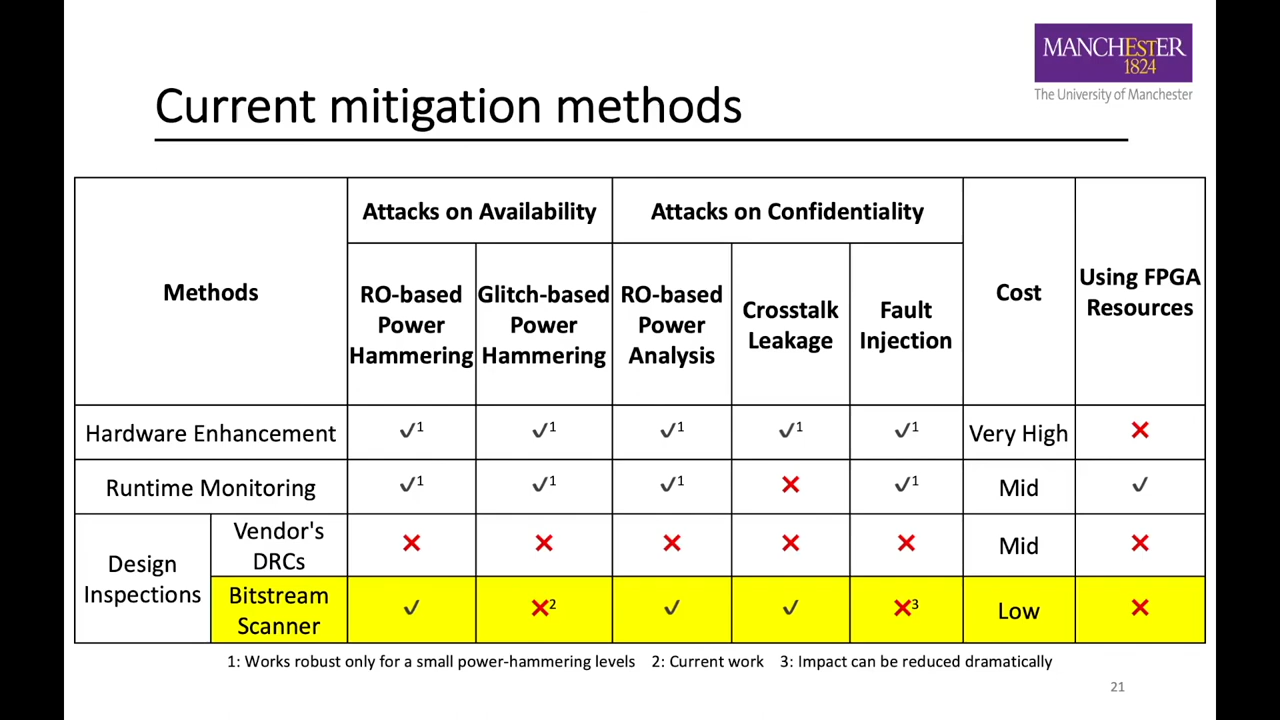 MANCHESTER
1824
The University of Manchester
Current mitigation methods
Methods
Attacks on Availability
Attacks on Confidentiality
Cost
Using FPGA
Resources
RO-based
Power
Hammering
Glitch-based
Power
Hammering
RO-based
Power
Analysis
Crosstalk
Leakage
Fault
Injection
Hardware Enhancement
✓1
✓1
✓1
✓1
✓1
Very High
✕
Runtime Monitoring
✓1
✓1
✓1
✕
✓1
Mid
✓
Design
Inspections
Vendor's
DRCs
✕
✕
✕
✕
✕
Mid
✕
Bitstream
Scanner
✓
✕2
✓
✓
✕3
Low
✕
1: Works robust only for a small power-hammering levels 2: Current work 3: Impact can be reduced dramatically
21